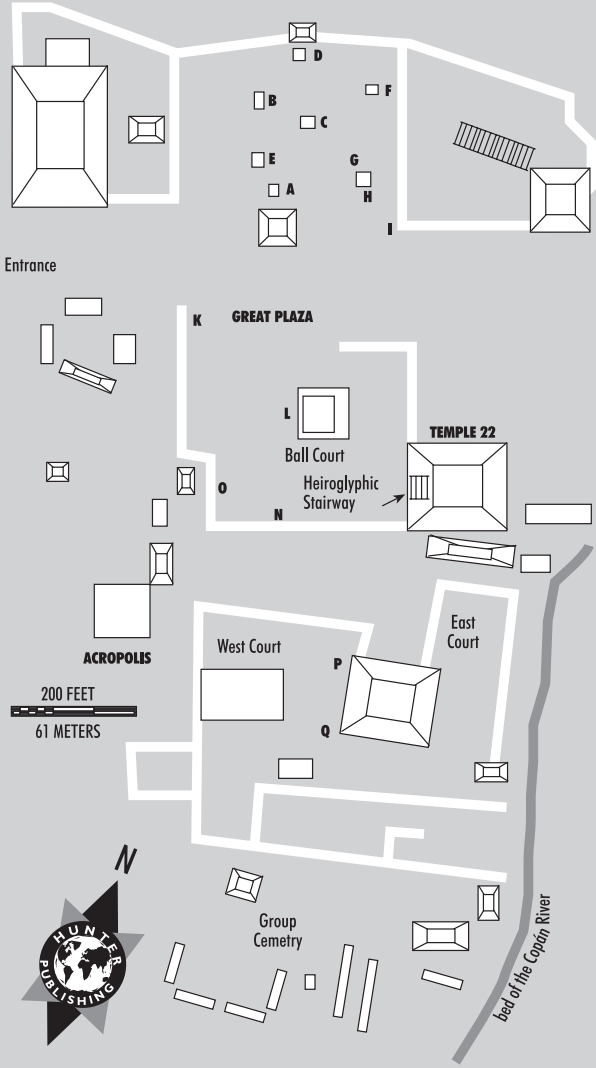 D
F
B
C
E
G
A
H
I
Entrance
K
GREAT PLAZA
L
Ball Court
TEMPLE 22
Heiroglyphic
Stairway
O
N
ACROPOLIS
West Court
East
Court
P
Q
200 FEET
61 METERS
N
HUNTER
PUBLISHING
Group
Cemetry
bed of the Copán River